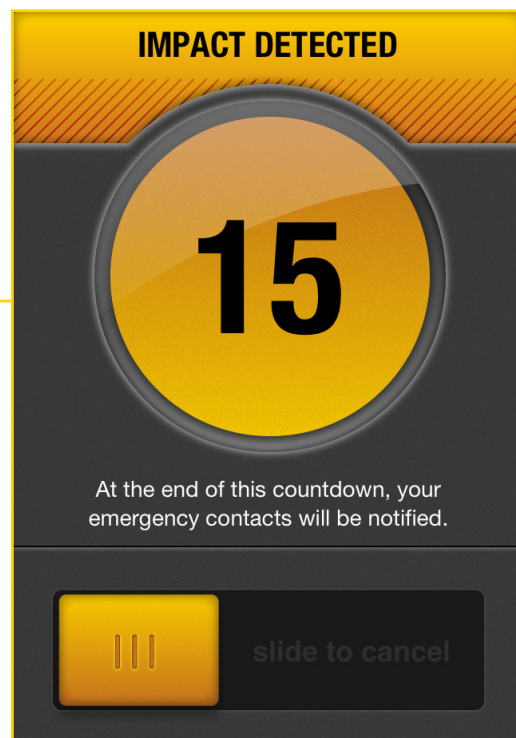 IMPACT DETECTED
15
At the end of this countdown, your
emergency contacts will be notified.
slide to cancel